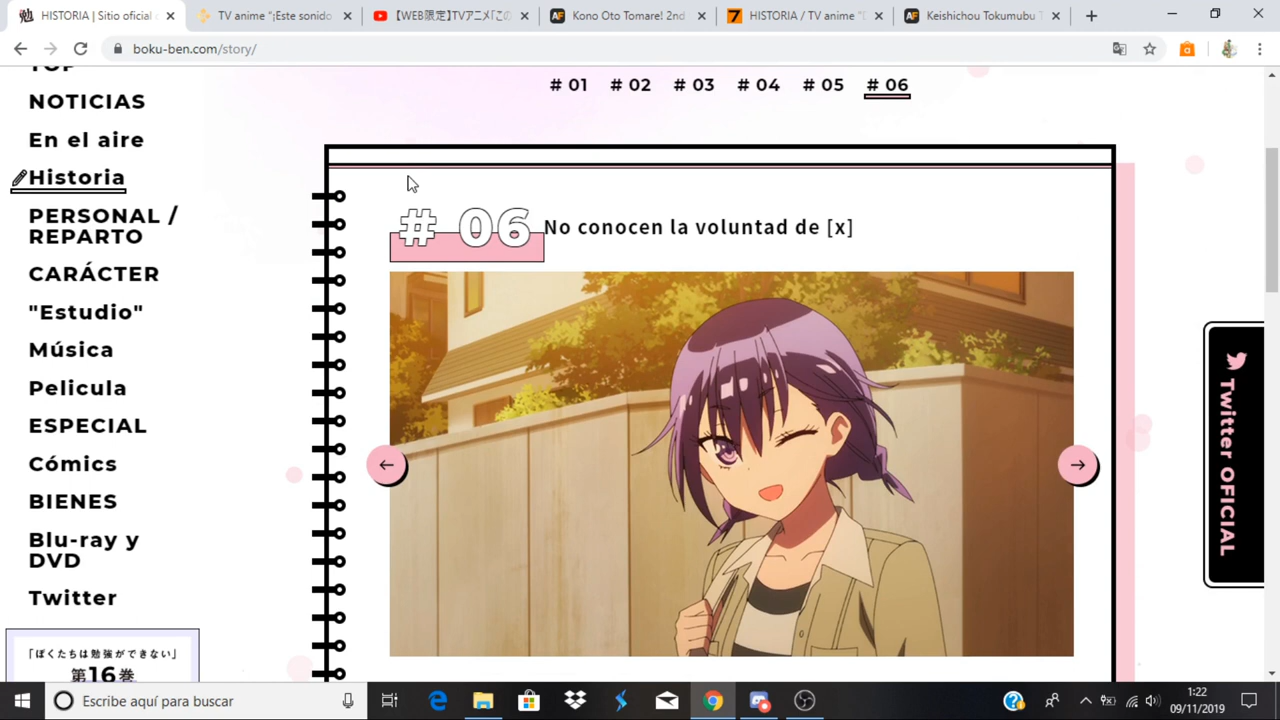 HISTORIA | Sitio oficial
TV anime "¡Este sonido
【WEB限定】TVアニメ「この
Kono Oto Tomare! 2nd
HISTORIA / TV anime "
Keishichou Tokumubu
boku-ben.com/story/
TOP
NOTICIAS
En el aire
Historia
PERSONAL /
REPARTO
CARÁCTER
"Estudio"
Música
Pelicula
ESPECIAL
Cómics
BIENES
Blu-ray y
DVD
Twitter
「ぼくたちは勉強ができない」
第16巻
# 01 # 02 # 03 # 04 # 05 # 06
# 06 No conocen la voluntad de [x]
Twitter OFICIAL
Escribe aquí para buscar
1:22
09/11/2019